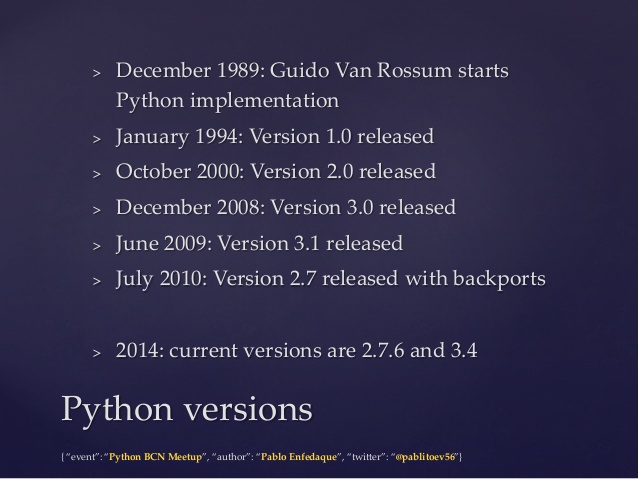 > December 1989: Guido Van Rossum starts
Python implementation
> January 1994: Version 1.0 released
> October 2000: Version 2.0 released
> December 2008: Version 3.0 released
> June 2009: Version 3.1 released
> July 2010: Version 2.7 released with backports
> 2014: current versions are 2.7.6 and 3.4
Python versions
{ “event”: “Python BCN Meetup”, “author”: “Pablo Enfedaque”, “twitter”: “@pablitoev56”}